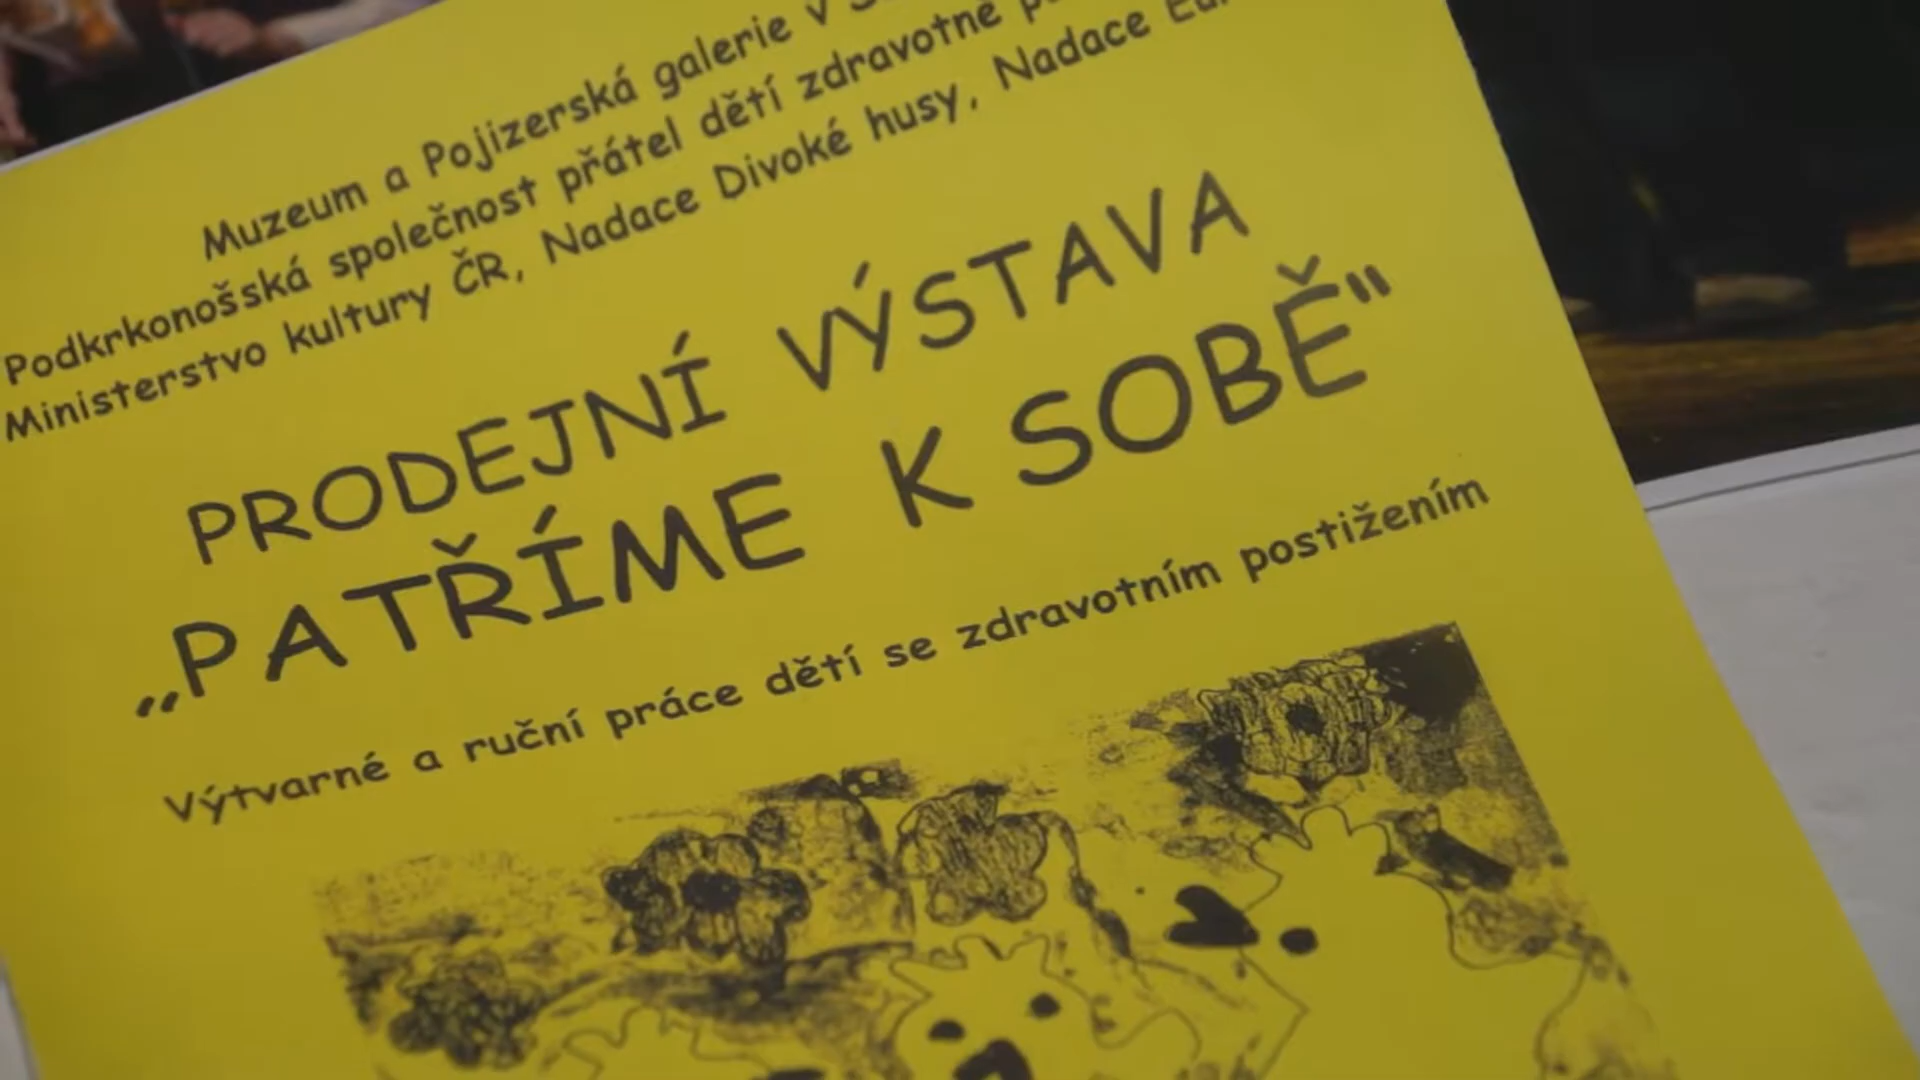 Muzeum a Pojizerská galerie v
Podkrkonošská společnost přátel dětí zdravotně
Ministerstvo kultury ČR, Nadace Divoké husy, Nadace
PRODEJNÍ VÝSTAVA
„PATŘÍME K SOBĚ"
Výtvarné a ruční práce dětí se zdravotním postižením